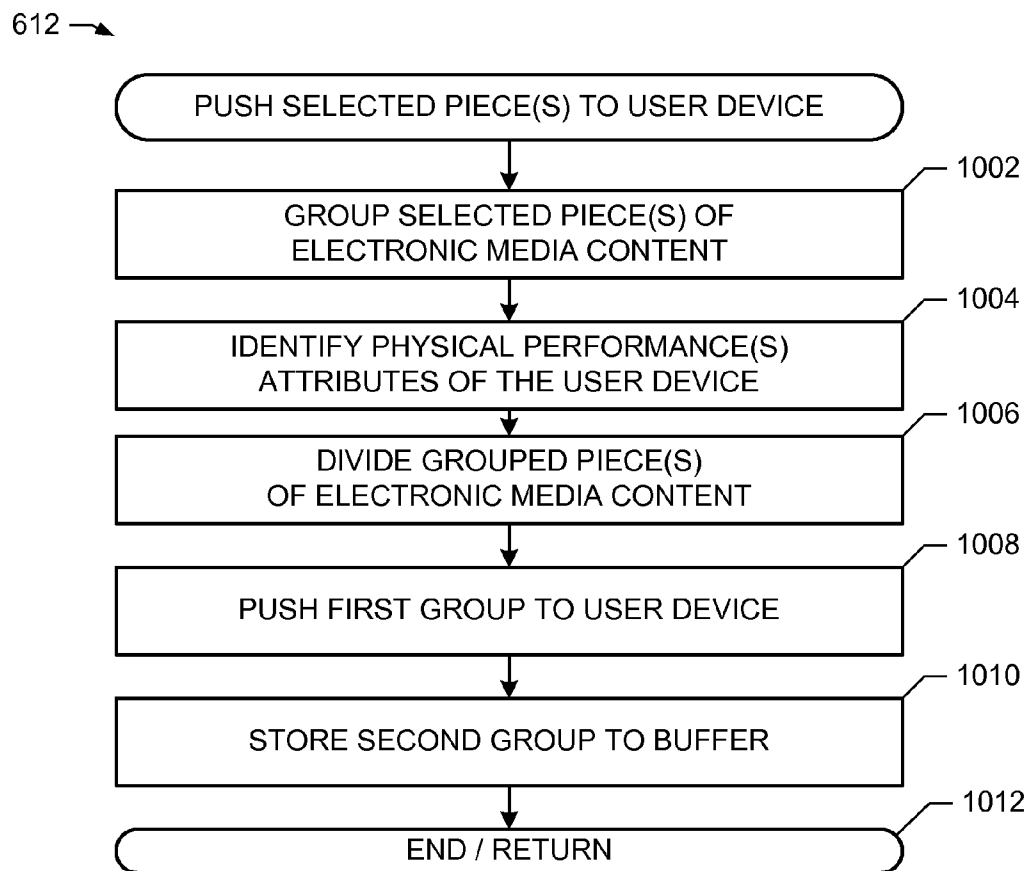 612
PUSH SELECTED PIECE(S) TO USER DEVICE
1002
GROUP SELECTED PIECE(S) OF
ELECTRONIC MEDIA CONTENT
1004
IDENTIFY PHYSICAL PERFORMANCE(S)
ATTRIBUTES OF THE USER DEVICE
1006
DIVIDE GROUPED PIECE(S)
OF ELECTRONIC MEDIA CONTENT
1008
PUSH FIRST GROUP TO USER DEVICE
1010
STORE SECOND GROUP TO BUFFER
1012
END / RETURN